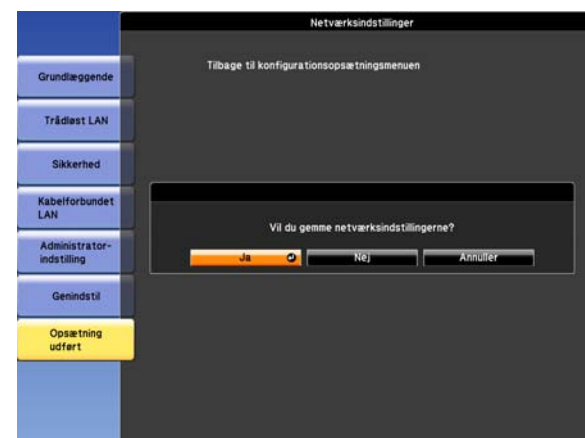 Netværksindstillinger
Tilbage til konfigurationsopsætningsmenuen
Grundlæggende
Trådløst LAN
Sikkerhed
Kabelforbundet
LAN
Administrator-
indstilling
Genindstil
Opsætning
udført
Vil du gemme netværksindstillingerne?
Ja Nej Annuller